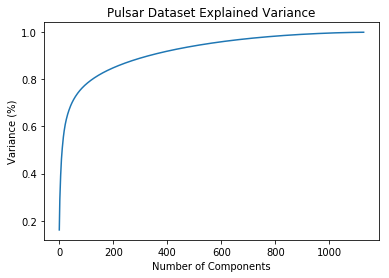 Pulsar Dataset Explained Variance
1.0
0.8
0.6
0.4
0.2
Variance (%)
0 200 400 600 800 1000
Number of Components